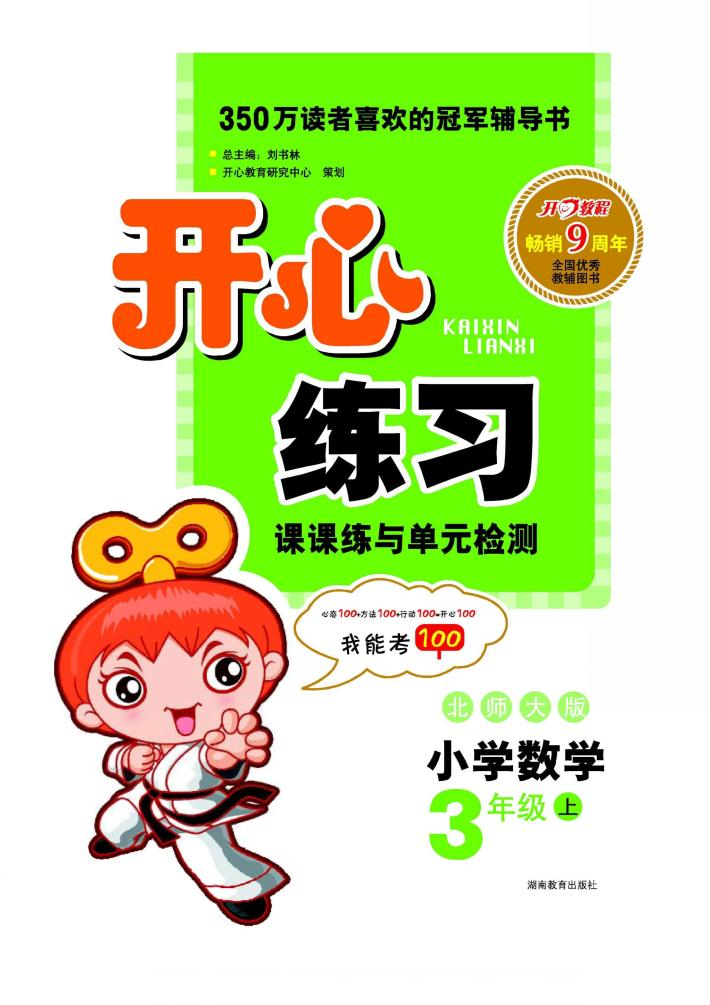 350万读者喜欢的冠军辅导书
总主编：刘书林
开心教育研究中心 策划
开心教程
畅销9周年
全国优秀
教辅图书
开心
KAIXIN
LIANXI
练习
课课练与单元检测
心态100+方法100+行动100=开心100
我能考100
北师大版
小学数学
3年级上
湖南教育出版社